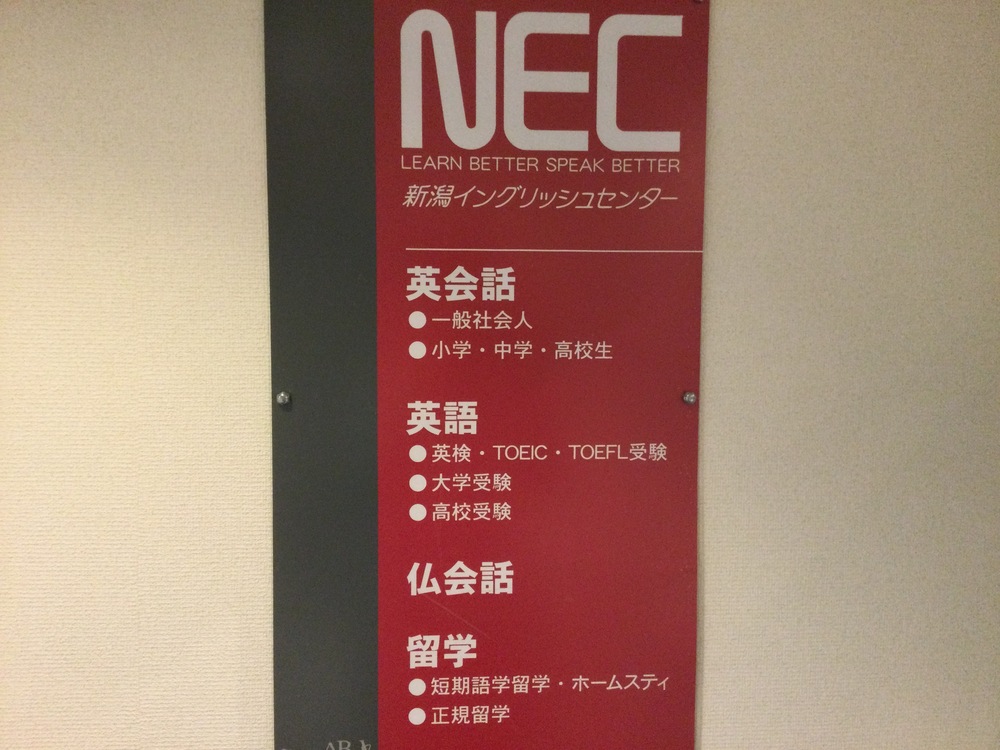 NEC
LEARN BETTER SPEAK BETTER
新潟イングリッシュセンター
英会話
●一般社会人
●小学・中学・高校生
英語
●英検・TOEIC・TOEFL受験
●大学受験
●高校受験
仏会話
留学
●短期語学留学・ホームスティ
●正規留学